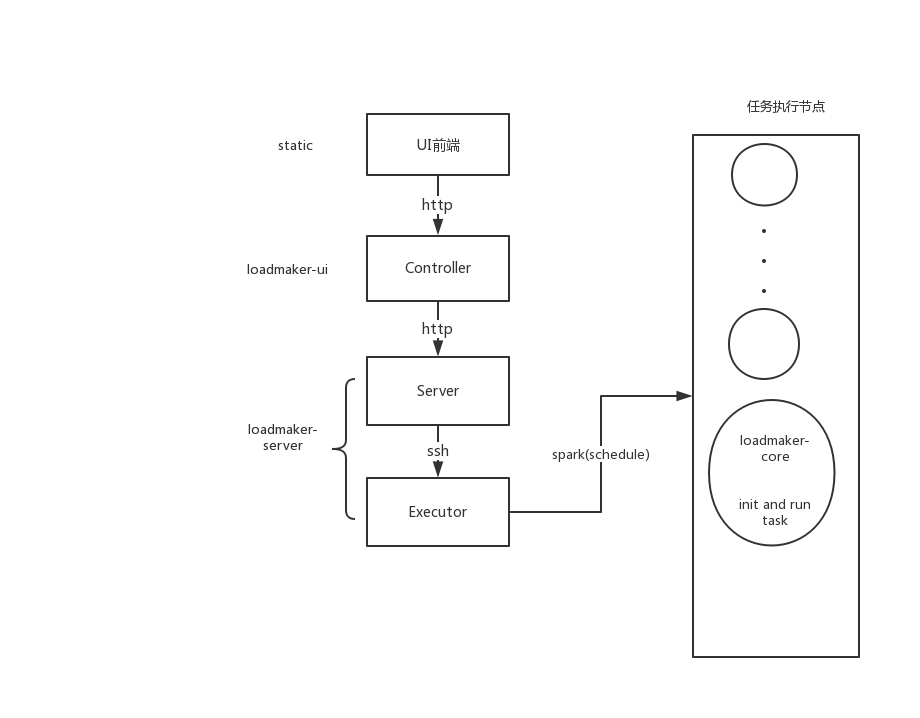 任务执行节点
static
UI前端
http
loadmaker-ui
Controller
http
Server
loadmaker-
server
ssh
Executor
spark(schedule)
loadmaker-
core
init and run
task